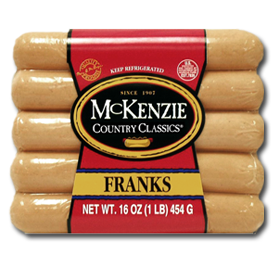 KEEP REFRIGERATED
SINCE 1907
McKENZIE
COUNTRY CLASSICS®
FRANKS
NET WT. 16 OZ (1 LB) 454 G